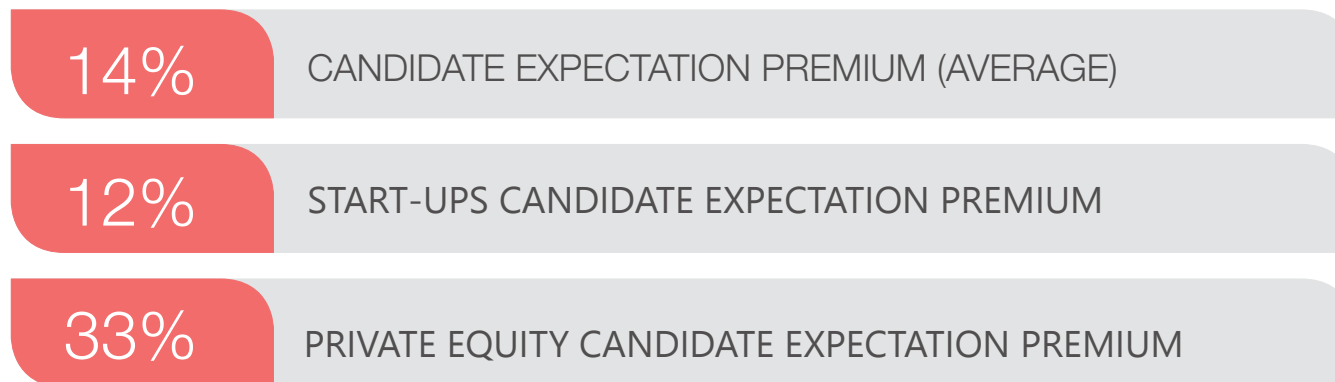 14% CANDIDATE EXPECTATION PREMIUM (AVERAGE)
12% START-UPS CANDIDATE EXPECTATION PREMIUM
33% PRIVATE EQUITY CANDIDATE EXPECTATION PREMIUM